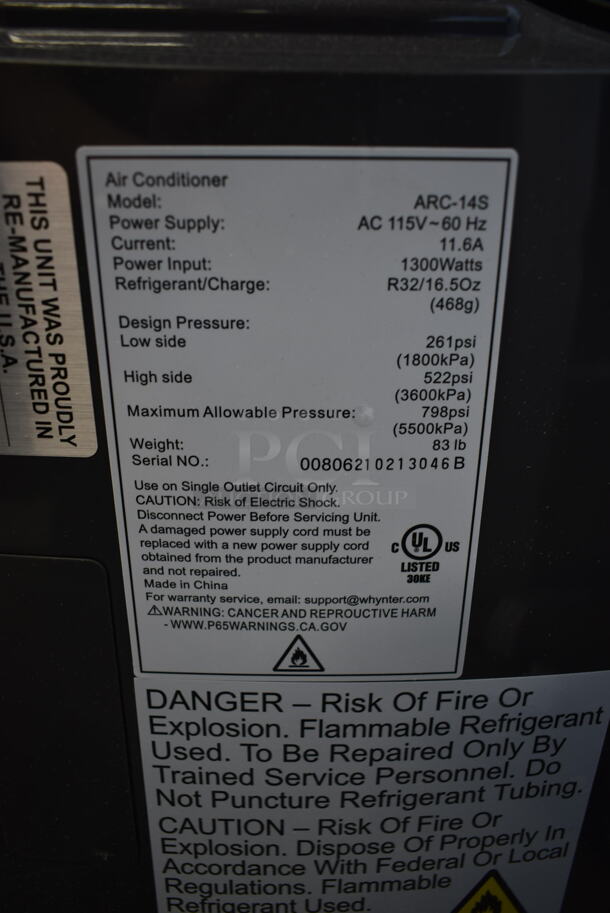 Air Conditioner
Model: ARC-14S
Power Supply: AC 115V~60 Hz
Current: 11.6A
Power Input: 1300Watts
Refrigerant/Charge: R32/16.5Oz
(468g)
Design Pressure:
Low side 261psi
(1800kPa)
High side 522psi
(3600kPa)
Maximum Allowable Pressure: 798psi
(5500kPa)
Weight: 83 lb
Serial NO.: 00806210213046B
Use on Single Outlet Circuit Only.
CAUTION: Risk of Electric Shock.
Disconnect Power Before Servicing Unit.
A damaged power supply cord must be
replaced with a new power supply cord
obtained from the product manufacturer
and not repaired.
Made in China
For warranty service, email: support@whynter.com
WARNING: CANCER AND REPROUCTIVE HARM
- WWW.P65WARNINGS.CA.GOV
C UL US
LISTED
30KE
THIS UNIT WAS PROUDLY
RE-MANUFACTURED IN
THE U.S.A.
DANGER – Risk Of Fire Or
Explosion. Flammable Refrigerant
Used. To Be Repaired Only By
Trained Service Personnel. Do
Not Puncture Refrigerant Tubing.
CAUTION – Risk Of Fire Or
Explosion. Dispose Of Properly In
Accordance With Federal Or Local
Regulations. Flammable
Refrigerant Used.
PCi
GROUP